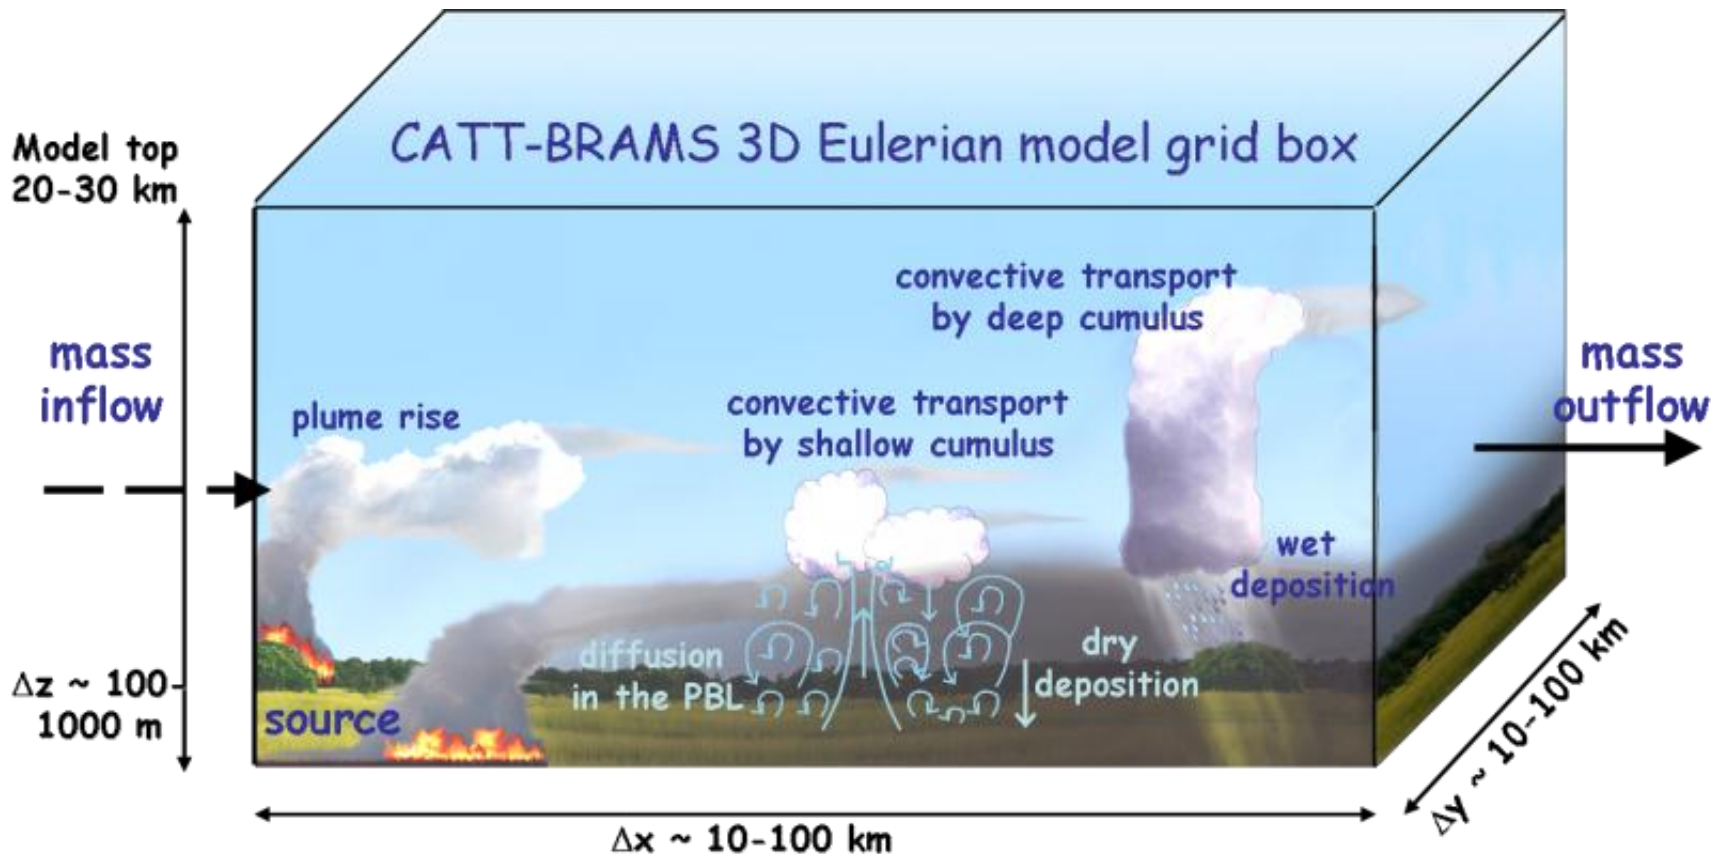 CATT-BRAMS 3D Eulerian model grid box
Model top
20-30 km
convective transport
by deep cumulus
mass
inflow
mass
outflow
plume rise
convective transport
by shallow cumulus
wet
deposition
diffusion
in the PBL
dry
deposition
Δz ~ 100-
1000 m
source
Δy ~ 10-100 km
Δx ~ 10-100 km